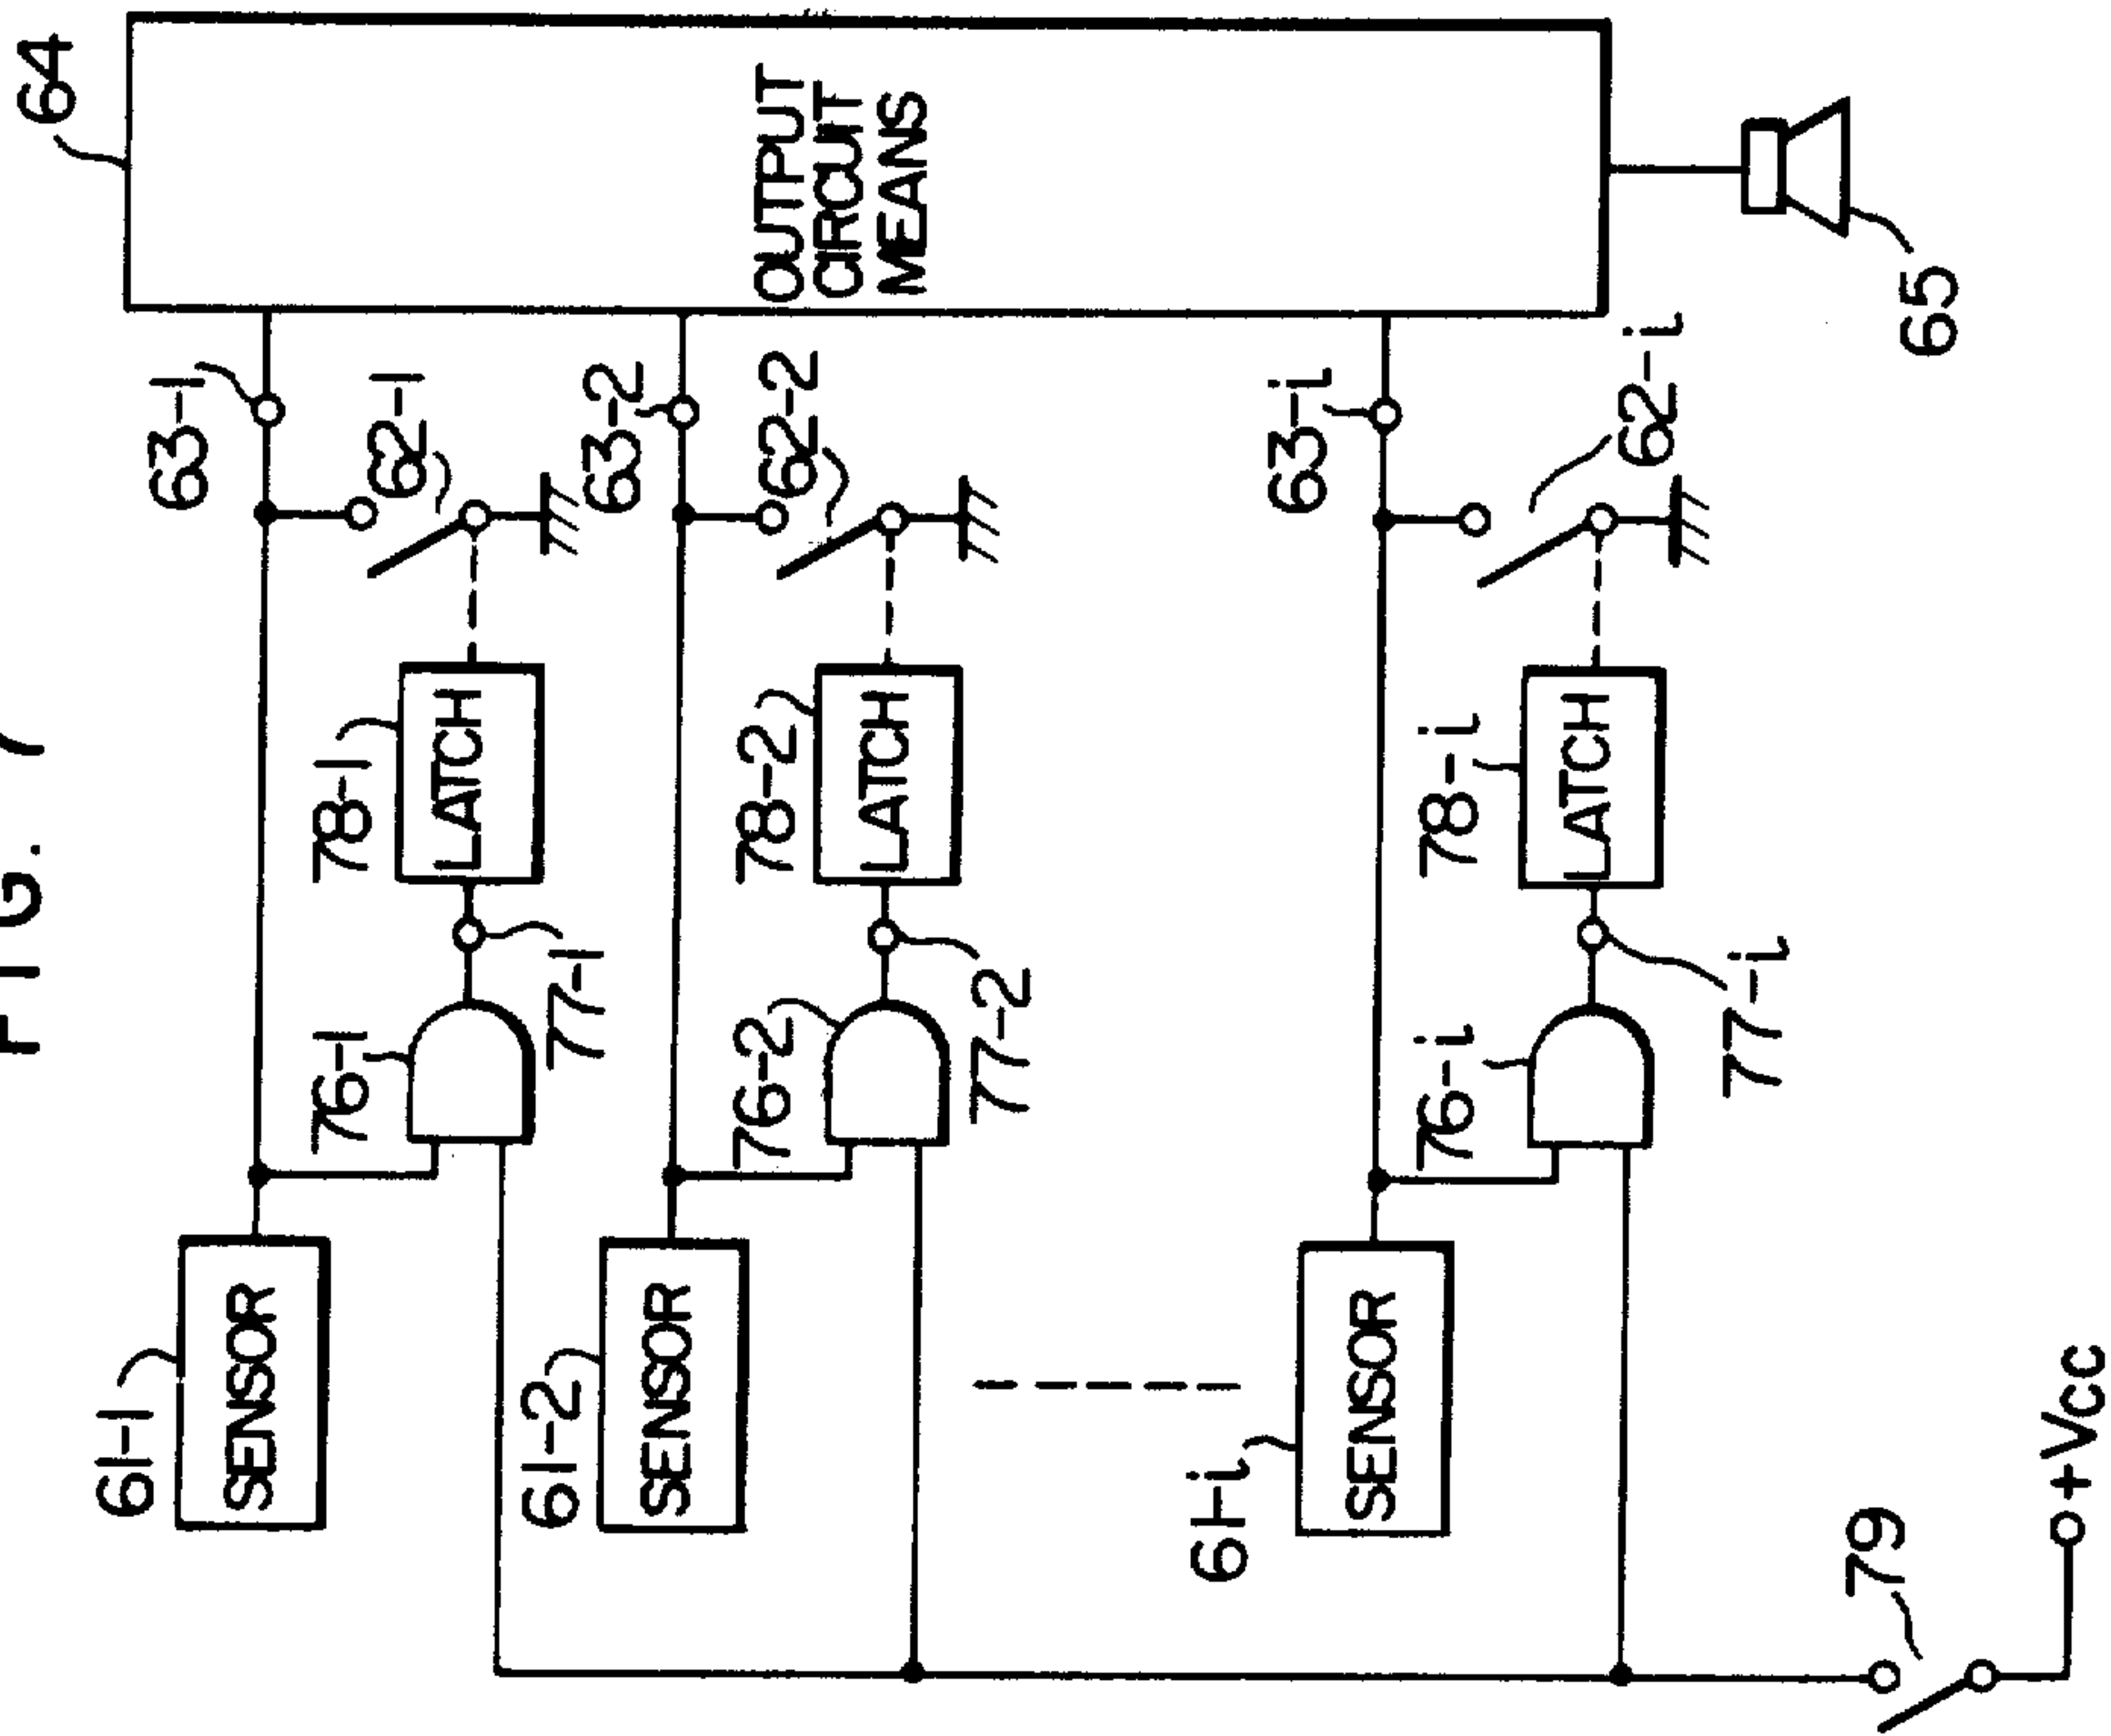 FIG. 7
61-1
SENSOR
76-1
77-1
78-1
LATCH
62-1
63-1
64
OUTPUT
CIRCUIT
MEANS
61-2
SENSOR
76-2
77-2
78-2
LATCH
62-2
63-2
61-i
SENSOR
76-i
77-i
78-i
LATCH
62-i
63-i
65
79
+Vcc